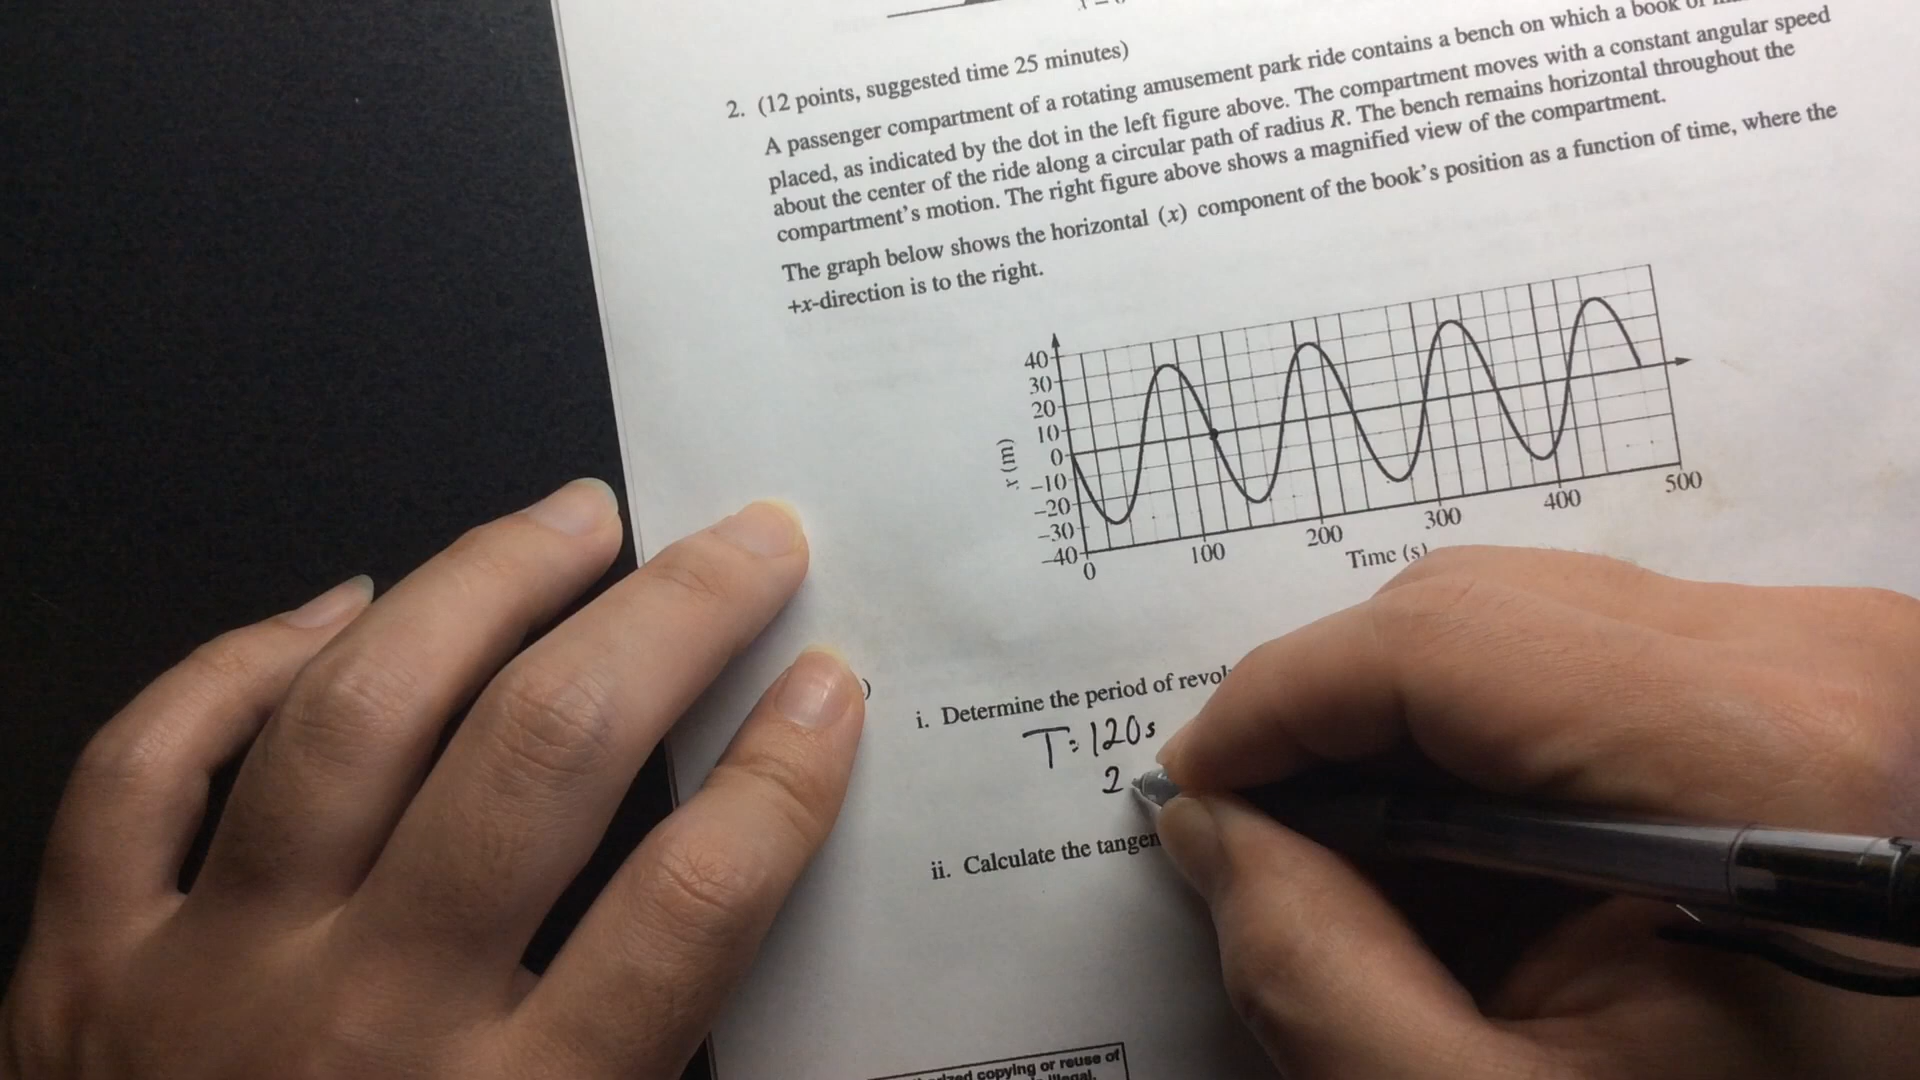 2. (12 points, suggested time 25 minutes)
A passenger compartment of a rotating amusement park ride contains a bench on which a book of
placed, as indicated by the dot in the left figure above. The compartment moves with a constant angular speed
about the center of the ride along a circular path of radius R. The bench remains horizontal throughout the
compartment's motion. The right figure above shows a magnified view of the compartment.
The graph below shows the horizontal (x) component of the book's position as a function of time, where the
+x-direction is to the right.
40
30
20
10
0
-10
-20
-30
-40
x (m)
0
100
200
300
400
500
Time (s)
i. Determine the period of
T = 120s
2
ii. Calculate the
copying or reuse of